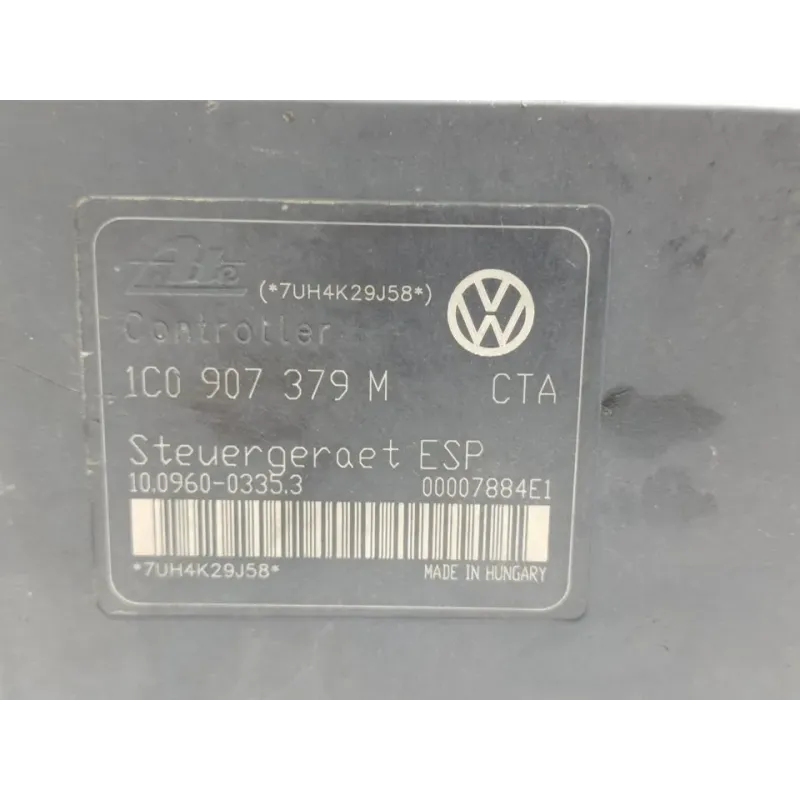 Ate (*7UH4K29J58*)
Controller
1C0 907 379 M CTA
Steuergeraet ESP
10.0960-0335.3 00007884E1
*7UH4K29J58* MADE IN HUNGARY